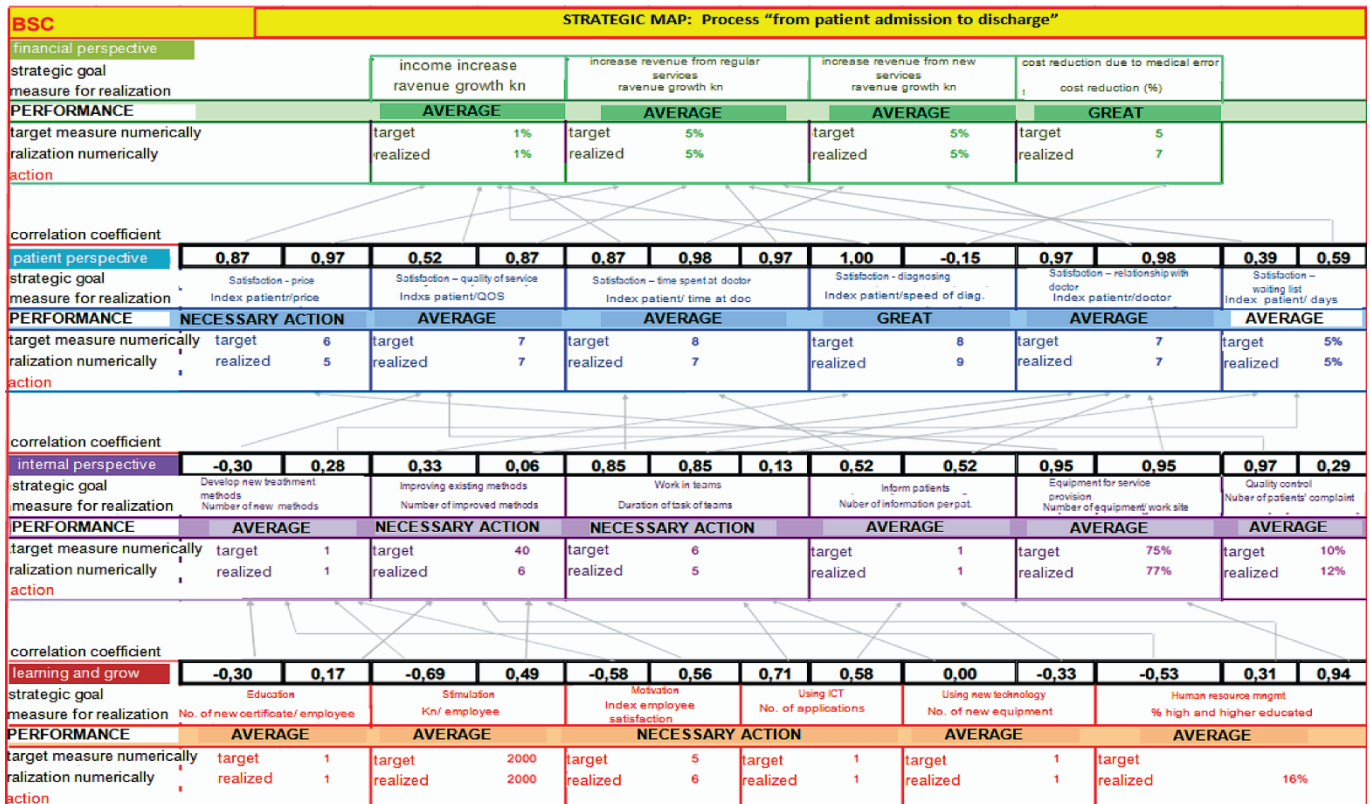 BSC
STRATEGIC MAP: Process “from patient admission to discharge”
financial perspective
strategic goal
measure for realization
income increase
ravenue growth kn
increase revenue from regular
services
ravenue growth kn
increase revenue from new
services
ravenue growth kn
cost reduction due to medical error
cost reduction (%)
PERFORMANCE AVERAGE AVERAGE AVERAGE GREAT
target measure numerically target 1% target 5% target 5% target 5
ralization numerically realized 1% realized 5% realized 5% realized 7
action
correlation coefficient
patient perspective 0,87 0,97 0,52 0,87 0,87 0,98 0,97 1,00 -0,15 0,97 0,98 0,39 0,59
strategic goal
measure for realization
Satisfaction - price
Index patientr/price
Satisfaction – quality of service
Indxs patient/QOS
Satisfaction – time spent at doctor
Index patient/ time at doc
Satisfaction - diagnosing
Index patient/speed of diag.
Satisfaction – relationship with
doctor
Index patientr/doctor
Satisfaction –
waiting list
Index patient/ days
PERFORMANCE NECESSARY ACTION AVERAGE AVERAGE GREAT AVERAGE AVERAGE
target measure numerically target 6 target 7 target 8 target 8 target 7 target 5%
ralization numerically realized 5 realized 7 realized 7 realized 9 realized 7 realized 5%
action
correlation coefficient
internal perspective -0,30 0,28 0,33 0,06 0,85 0,85 0,13 0,52 0,52 0,95 0,95 0,97 0,29
strategic goal
measure for realization
Develop new treathment
methods
Number of new methods
Improving existing methods
Number of improved methods
Work in teams
Duration of task of teams
Inform patients
Nuber of information per pat.
Equipment for service
provision
Number of equipment/ work site
Quality control
Nuber of patients' complaint
PERFORMANCE AVERAGE NECESSARY ACTION NECESSARY ACTION AVERAGE AVERAGE AVERAGE
target measure numerically target 1 target 40 target 6 target 1 target 75% target 10%
ralization numerically realized 1 realized 6 realized 5 realized 1 realized 77% realized 12%
action
correlation coefficient
learning and grow -0,30 0,17 -0,69 0,49 -0,58 0,56 0,71 0,58 0,00 -0,33 -0,53 0,31 0,94
strategic goal
measure for realization
Education
No. of new certificate/ employee
Stimulation
Kn/ employee
Motivation
Index employee
satisfaction
Using ICT
No. of applications
Using new technology
No. of new equipment
Human resource mngmt
% high and higher educated
PERFORMANCE AVERAGE AVERAGE NECESSARY ACTION AVERAGE AVERAGE
target measure numerically target 1 target 2000 target 5 target 1 target 1 target
ralization numerically realized 1 realized 2000 realized 6 realized 1 realized 1 realized 16%
action